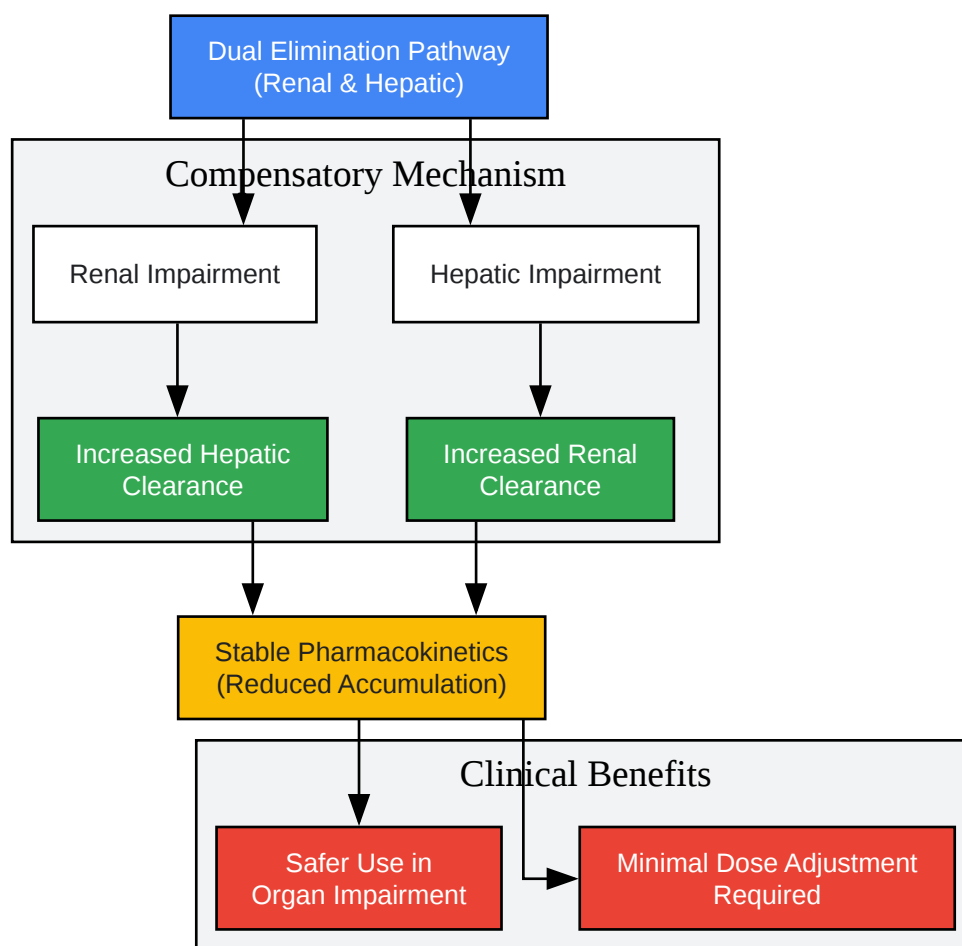 Dual Elimination Pathway
(Renal & Hepatic)
Compensatory Mechanism
Renal Impairment
Hepatic Impairment
Increased Hepatic
Clearance
Increased Renal
Clearance
Stable Pharmacokinetics
(Reduced Accumulation)
Clinical Benefits
Safer Use in
Organ Impairment
Minimal Dose Adjustment
Required